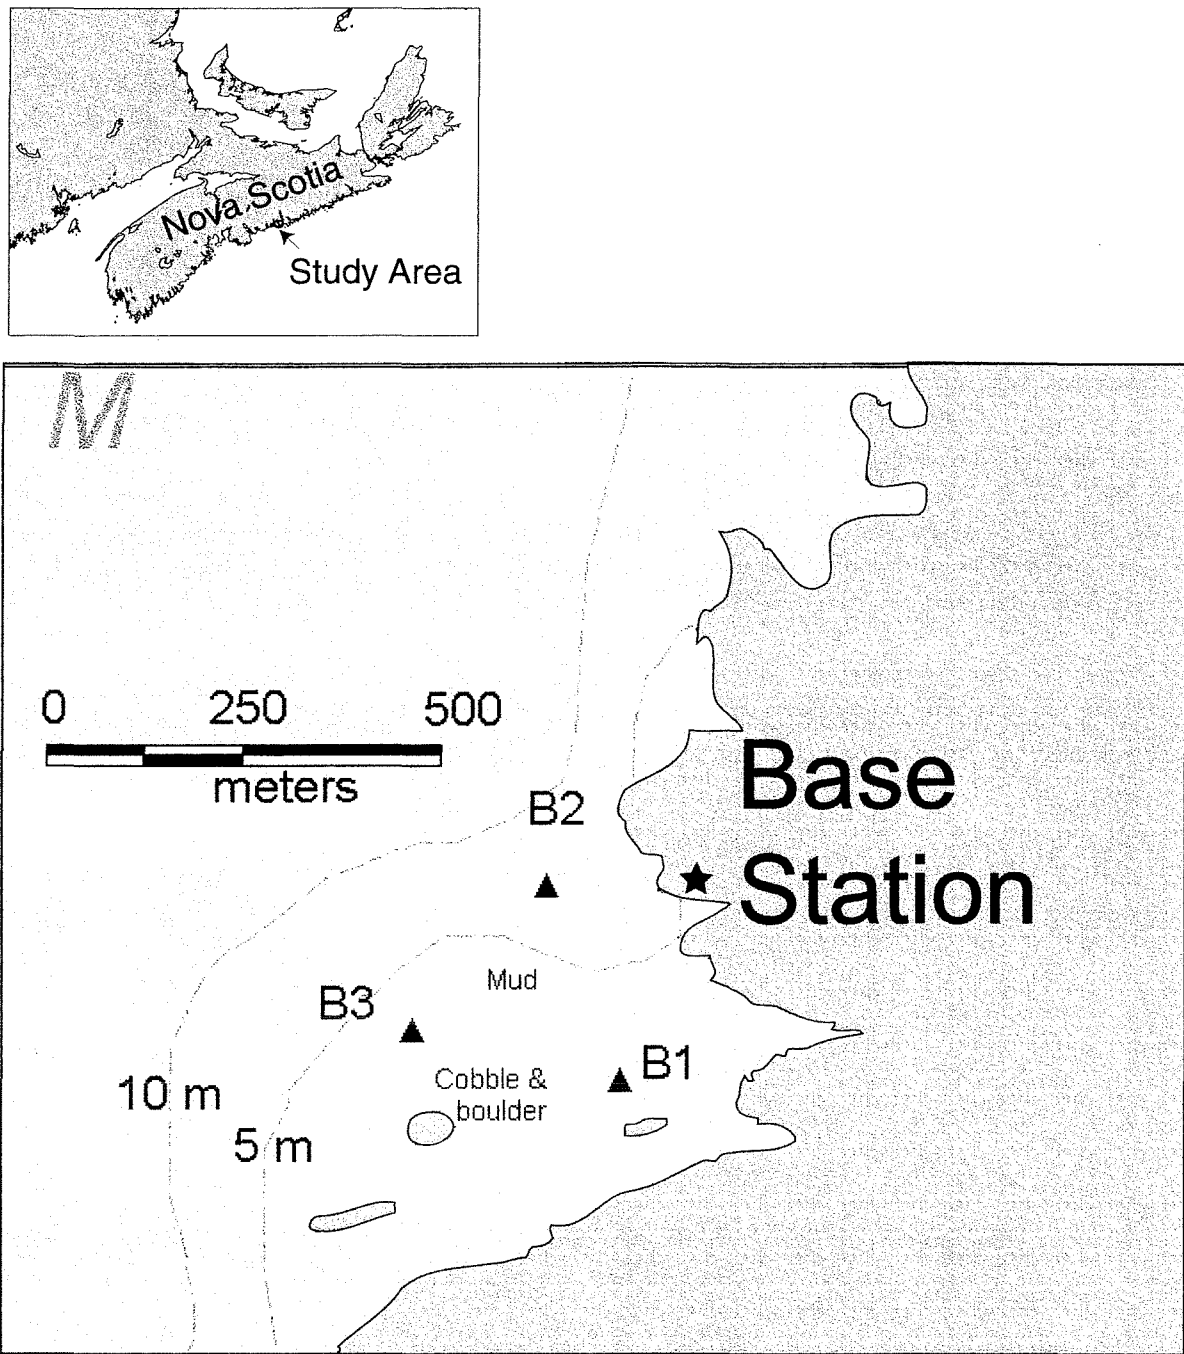 Nova Scotia
Study Area
M
0 250 500
meters
Base
Station
B2
Mud
B3
B1
Cobble &
boulder
10 m
5 m